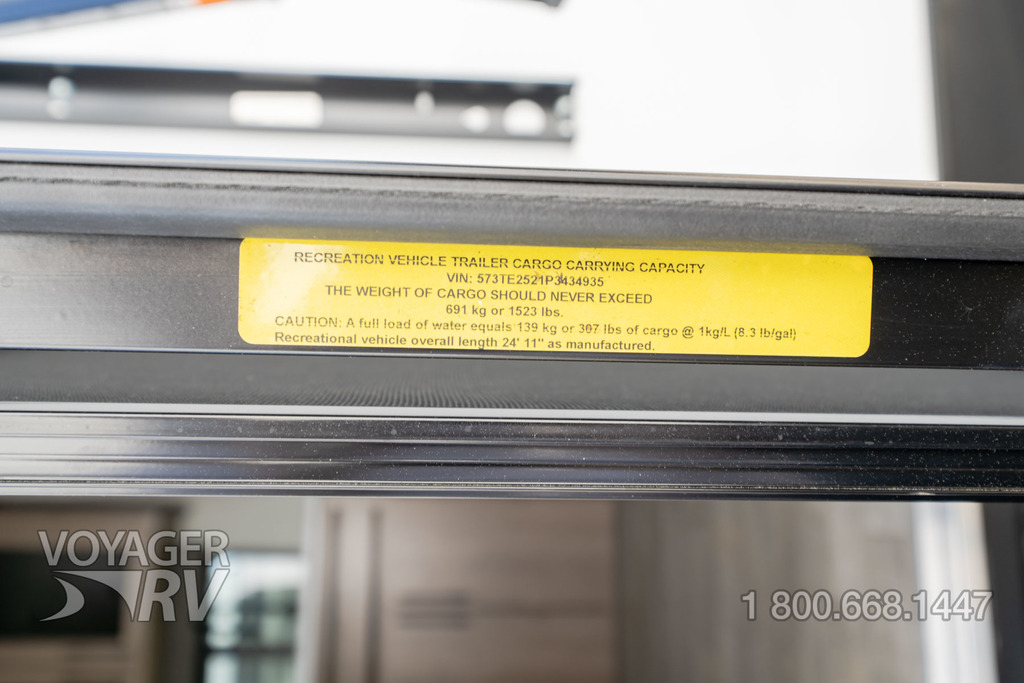 RECREATION VEHICLE TRAILER CARGO CARRYING CAPACITY
VIN: 573TE2521P3434935
THE WEIGHT OF CARGO SHOULD NEVER EXCEED
691 kg or 1523 lbs.
CAUTION: A full load of water equals 139 kg or 307 lbs of cargo @ 1kg/L (8.3 lb/gal)
Recreational vehicle overall length 24' 11" as manufactured.
VOYAGER
RV
1 800.668.1447